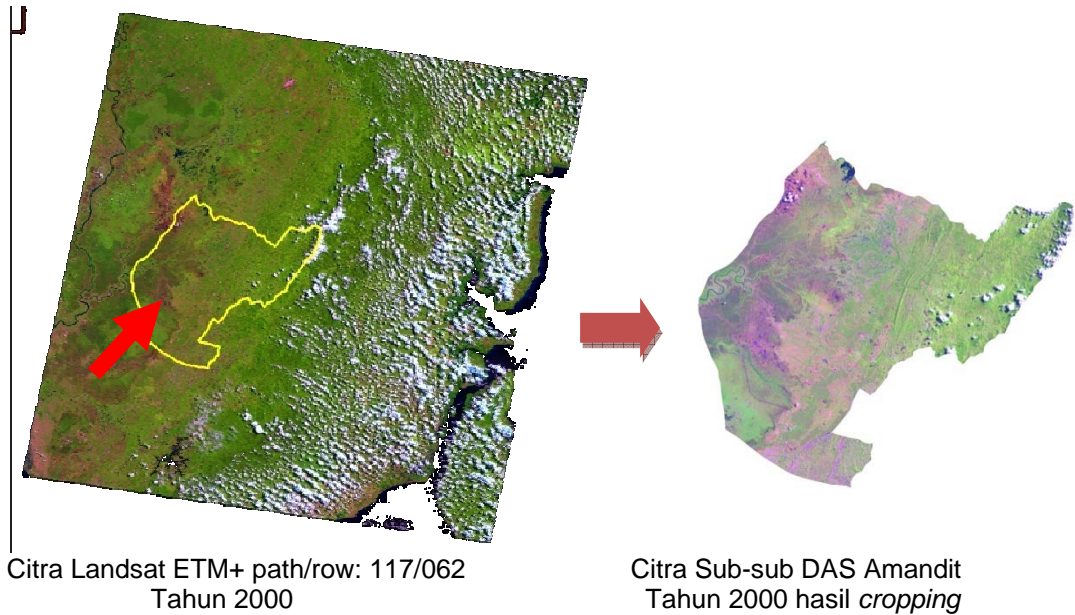 Citra Landsat ETM+ path/row: 117/062
Tahun 2000
Citra Sub-sub DAS Amandit
Tahun 2000 hasil cropping